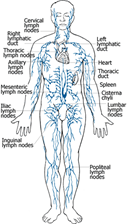 Cervical
lymph nodes
Right
lymphatic
duct
Thoracic
lymph nodes
Axillary
lymph
nodes
Mesenteric
lymph nodes
Iliac
lymph
nodes
Inguinal
lymph nodes
Left
lymphatic
duct
Heart
Thoracic
duct
Spleen
Cisterna
chyli
Lumbar
lymph nodes
Popliteal
lymph nodes